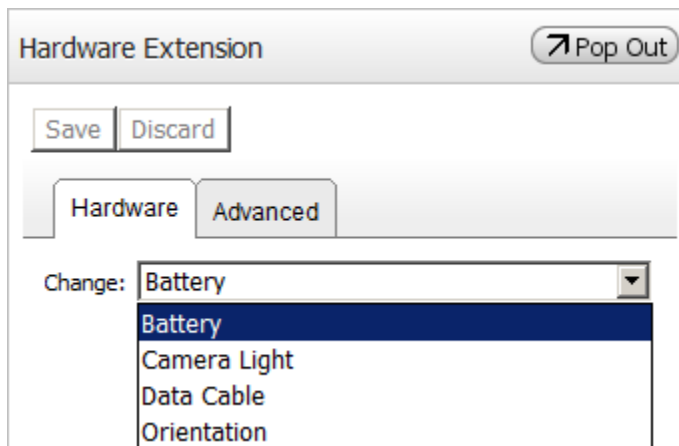 Hardware Extension
Pop Out
Save Discard
Hardware Advanced
Change: Battery
Battery
Camera Light
Data Cable
Orientation